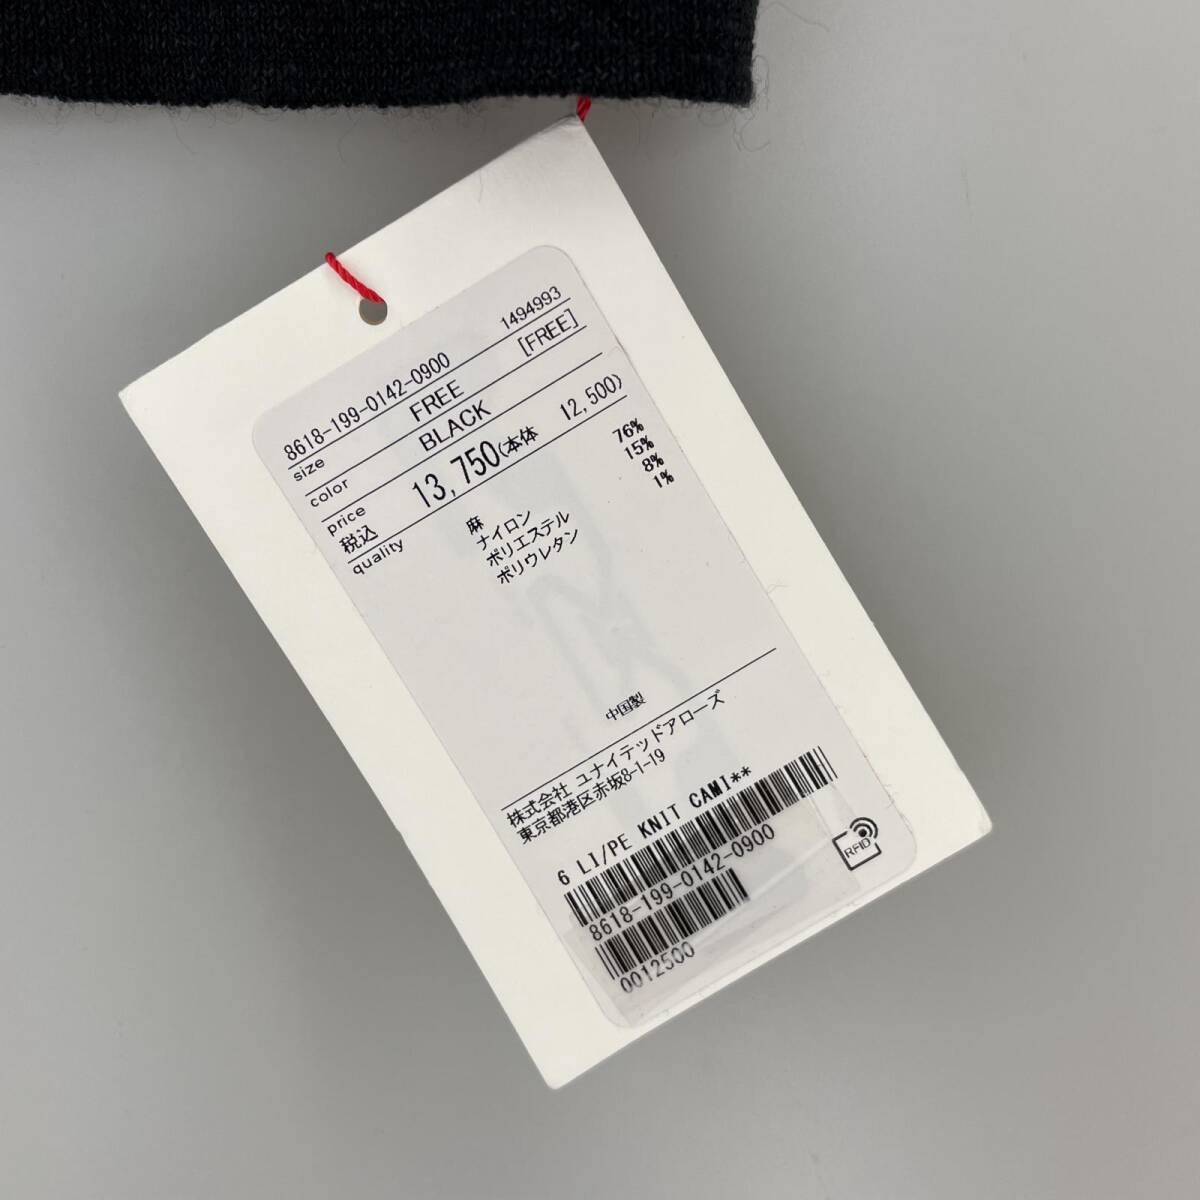 8618-199-0142-0900 1494993
size FREE [FREE]
color BLACK
price 13,750(本体 12,500)
税込
quality 麻 76%
ナイロン 15%
ポリエステル 8%
ポリウレタン 1%
中国製
株式会社 ユナイテッドアローズ
東京都港区赤坂8-1-19
6 LI/PE KNIT CAMI**
8618-199-0142-0900
0012500
RFID